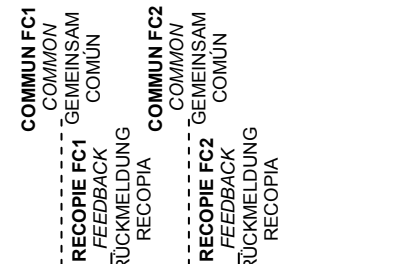 COMMUN FC1
COMMON
GEMEINSAM
COMÚN
RECOPIE FC1
FEEDBACK
RÜCKMELDUNG
RECOPIA
COMMUN FC2
COMMON
GEMEINSAM
COMÚN
RECOPIE FC2
FEEDBACK
RÜCKMELDUNG
RECOPIA